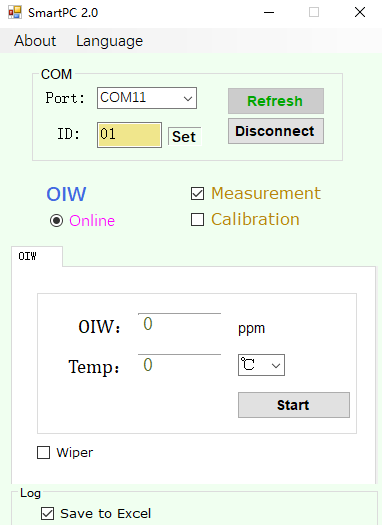 SmartPC 2.0
About Language
COM
Port: COM11 Refresh
ID: 01 Set Disconnect
OIW Measurement
Online Calibration
OIW
OIW: 0 ppm
Temp: 0 ℃
Start
Wiper
Log
Save to Excel